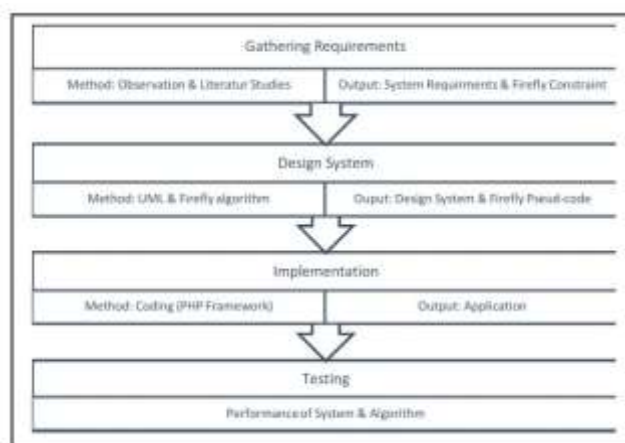 Gathering Requirements
Method: Observation & Literatur Studies Output: System Requirments & Firefly Constraint
Design System
Method: UML & Firefly algorithm Ouput: Design System & Firefly Pseud-code
Implementation
Method: Coding (PHP Framework) Output: Application
Testing
Performance of System & Algorithm